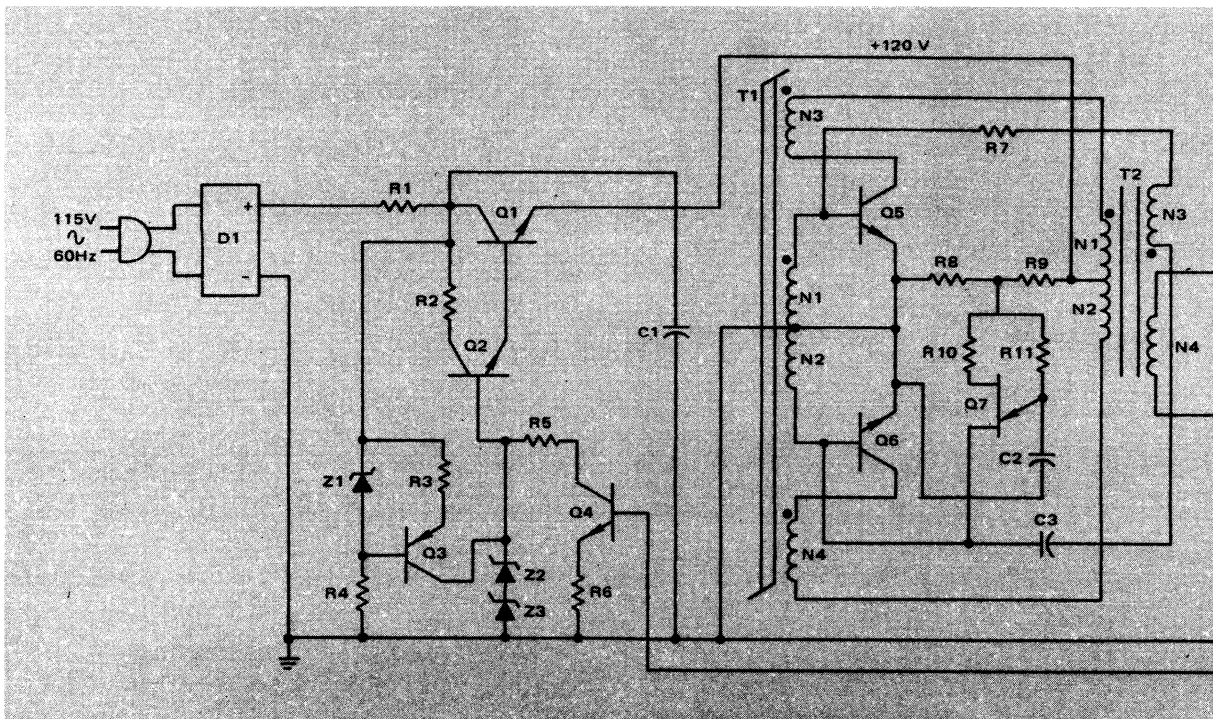 +120 V
T1
N3
R7
T2
R1
Q1
Q5
N3
115V
60Hz
D1
R8
R9
N1
N2
R2
N1
N4
C1
Q2
N2
R10
R11
Q7
R5
Q6
C2
Z1
R3
Q4
C3
Q3
N4
Z2
R4
R6
Z3
+
−